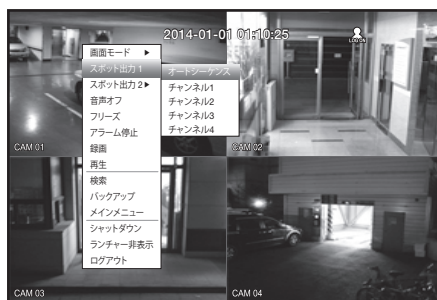 2014-01-01 01:10:25
LOG ON
画面モード ▶
スポット出力 1
オートシーケンス
スポット出力 2▶
チャンネル1
音声オフ
チャンネル2
フリーズ
チャンネル3
アラーム停止
チャンネル4
CAM 01
録画
CAM 02
再生
検索
バックアップ
メインメニュー
シャットダウン
ランチャー非表示
ログアウト
CAM 03
CAM 04